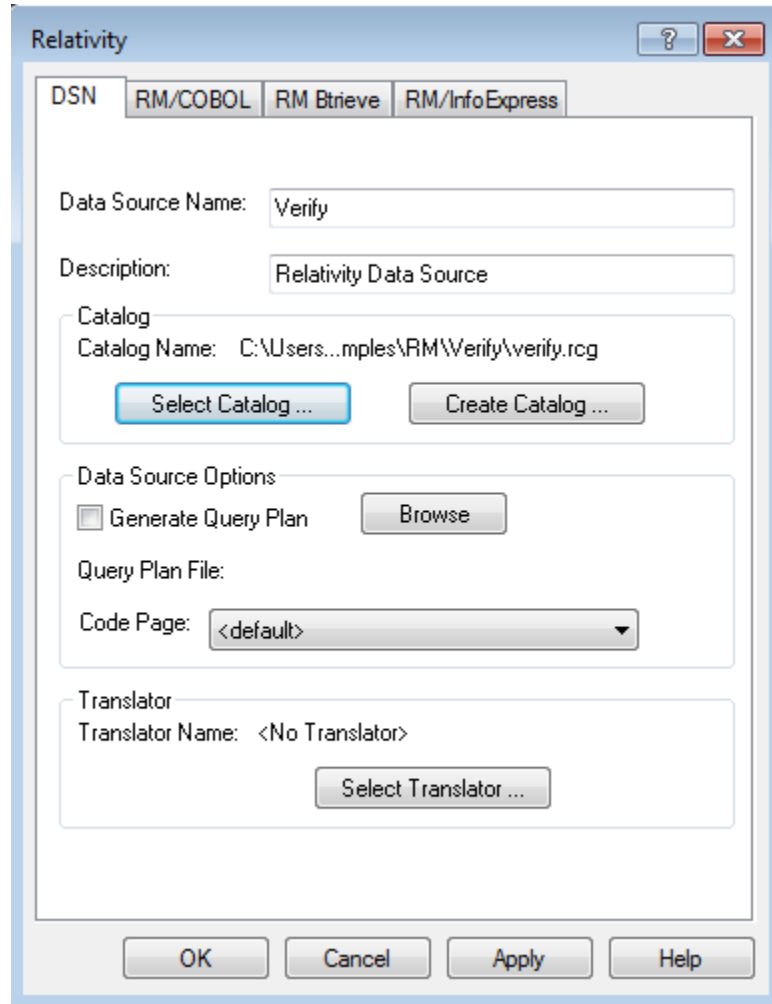 Relativity
?
DSN RM/COBOL RM Btrieve RM/InfoExpress
Data Source Name: Verify
Description: Relativity Data Source
Catalog
Catalog Name: C:\Users...mples\RM\Verify\verify.rcg
Select Catalog ... Create Catalog ...
Data Source Options
Generate Query Plan Browse
Query Plan File:
Code Page: <default>
Translator
Translator Name: <No Translator>
Select Translator ...
OK Cancel Apply Help